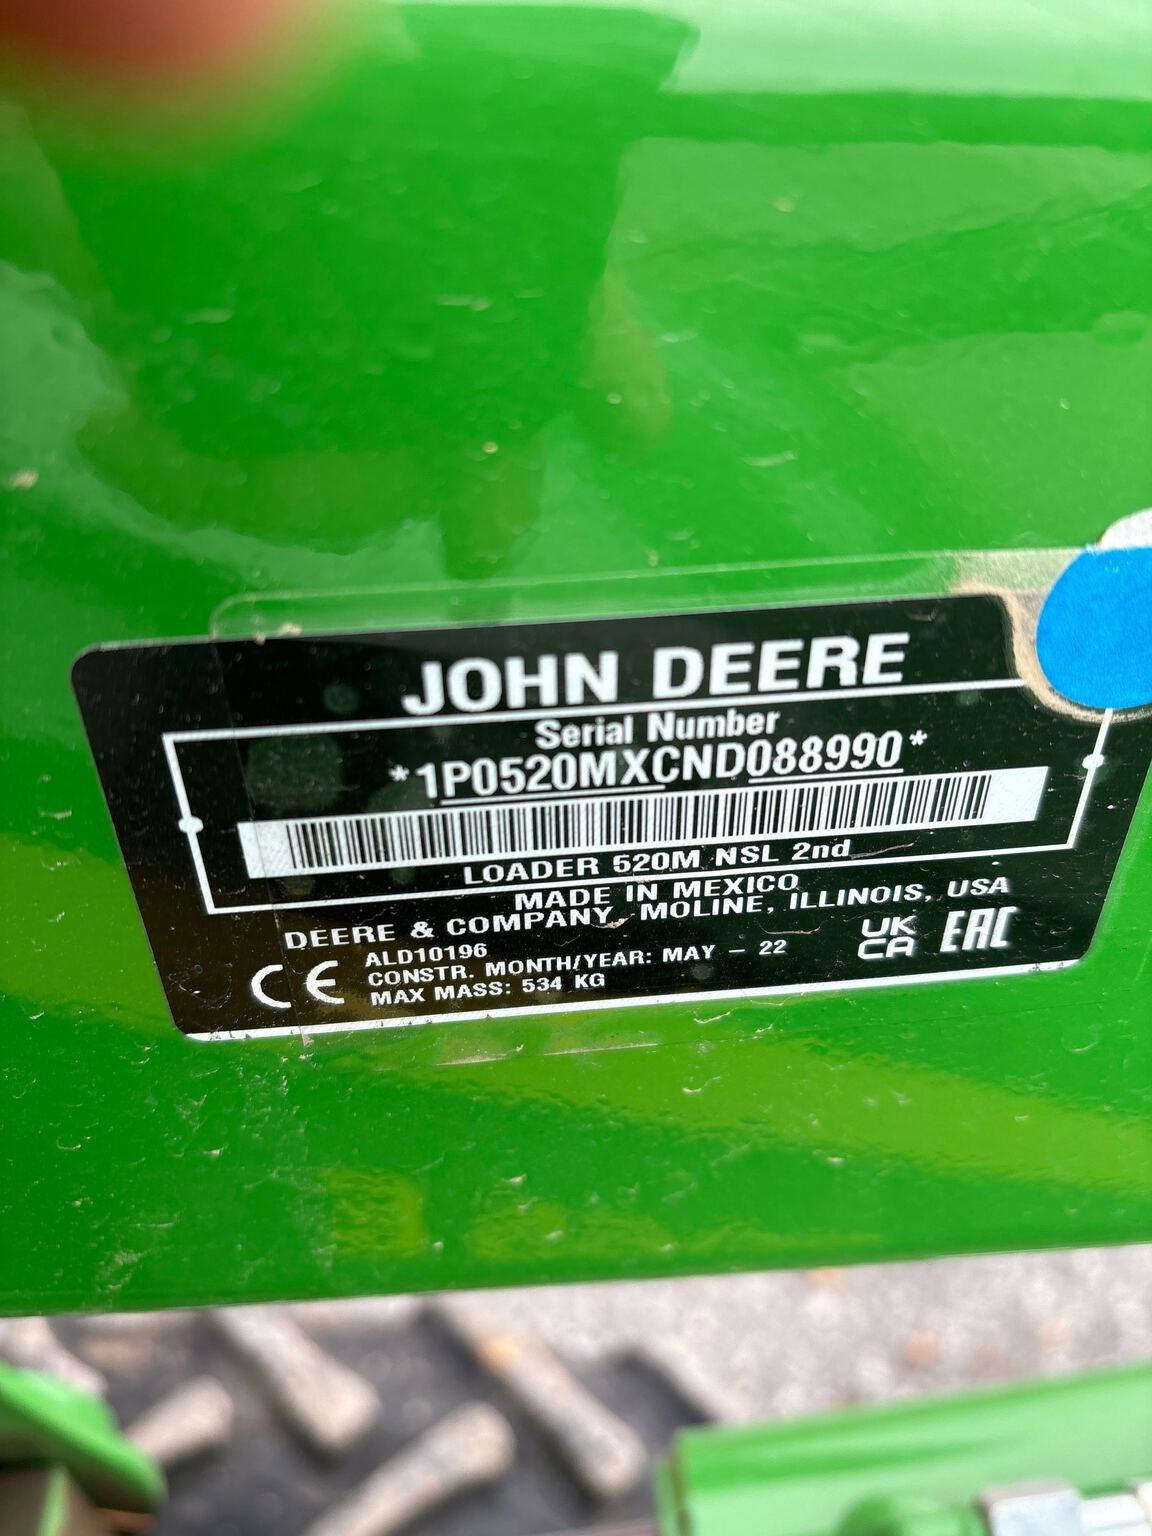 JOHN DEERE
Serial Number
*1P0520MXCND088990*
LOADER 520M NSL 2nd
MADE IN MEXICO
DEERE & COMPANY, MOLINE, ILLINOIS, USA
ALD10196
CONSTR. MONTH/YEAR: MAY - 22
MAX MASS: 534 KG
CE
UK
CA
EAC